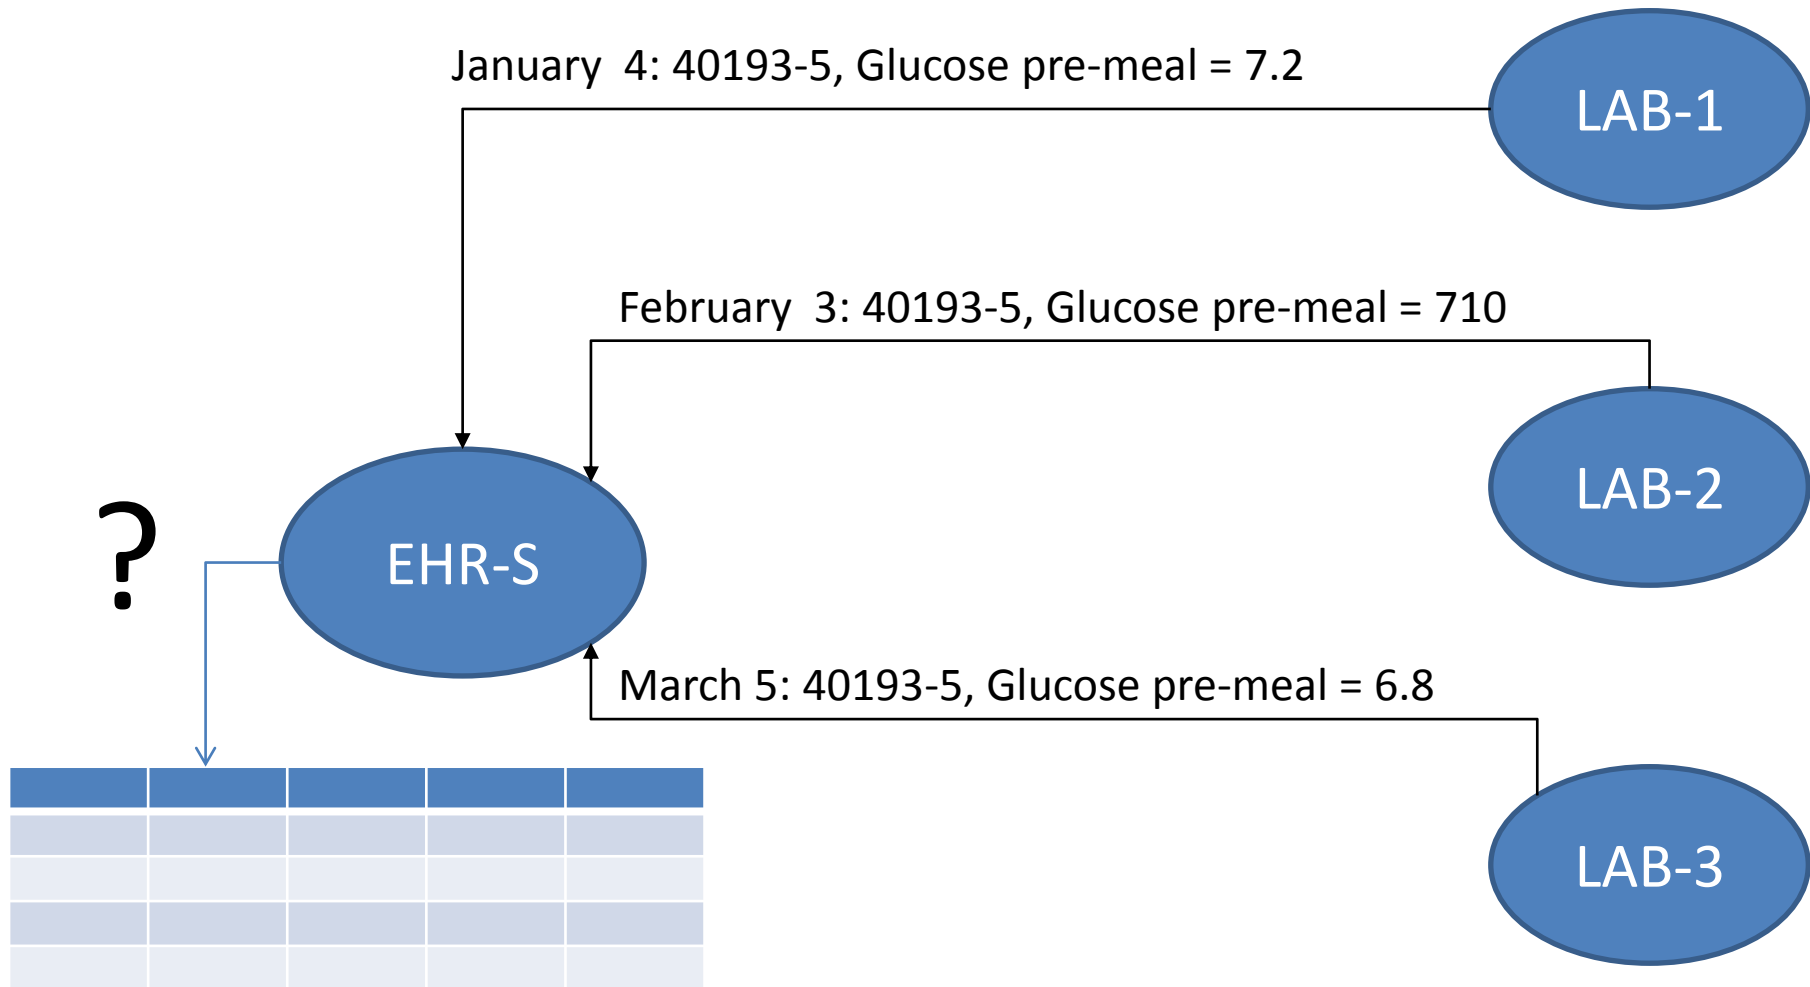 January  4: 40193-5, Glucose pre-meal = 7.2
LAB-1
February  3: 40193-5, Glucose pre-meal = 710
LAB-2
?
EHR-S
March 5: 40193-5, Glucose pre-meal = 6.8
LAB-3